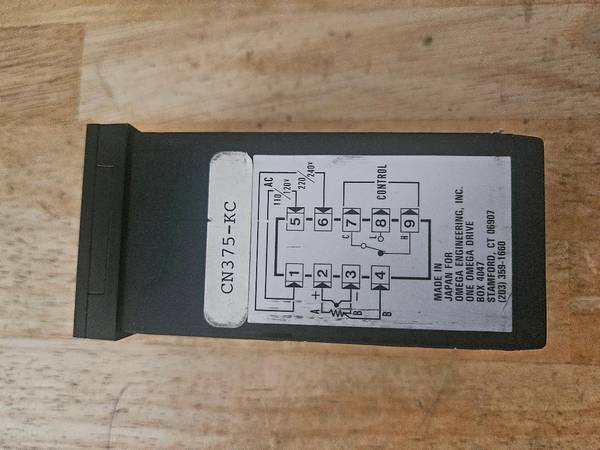 CN375-KC
AC
110/120V
220/240V
5 6 7 8 9
CONTROL
C L H
1 2 3 4
+ −
A B B
MADE IN
JAPAN FOR
OMEGA ENGINEERING, INC.
ONE OMEGA DRIVE
BOX 4047
STAMFORD, CT 06907
(203) 359-1660